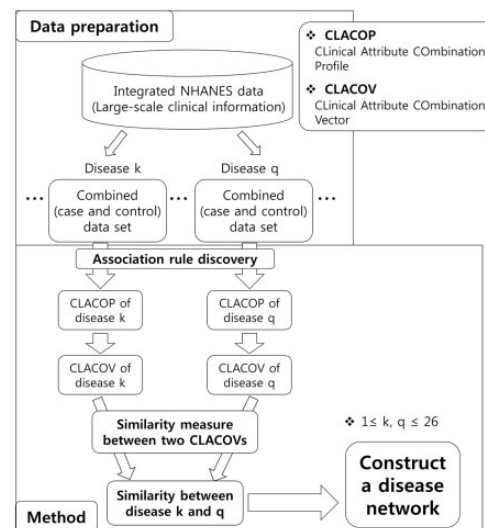 Data preparation
❖ CLACOP
CLinical Attribute COmbination
Profile
❖ CLACOV
CLinical Attribute COmbination
Vector
Integrated NHANES data
(Large-scale clinical information)
Disease k
Disease q
...
Combined
(case and control)
data set
...
Combined
(case and control)
data set
...
Association rule discovery
CLACOP of
disease k
CLACOP of
disease q
CLACOV of
disease k
CLACOV of
disease q
Similarity measure
between two CLACOVs
❖ 1≤ k, q ≤ 26
Similarity between
disease k and q
Construct
a disease
network
Method